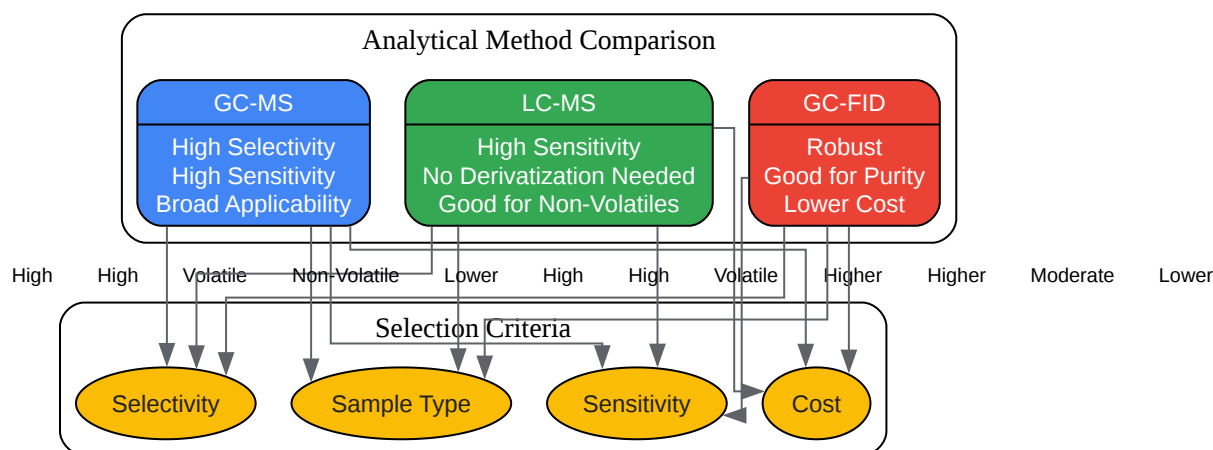 Analytical Method Comparison
GC-MS
High Selectivity
High Sensitivity
Broad Applicability
LC-MS
High Sensitivity
No Derivatization Needed
Good for Non-Volatiles
GC-FID
Robust
Good for Purity
Lower Cost
High High Volatile Non-Volatile Lower High High Volatile Higher Higher Moderate Lower
Selection Criteria
Selectivity
Sample Type
Sensitivity
Cost